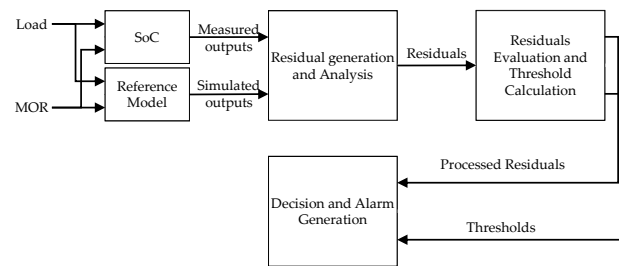 Load
MOR
SoC
Reference
Model
Measured
outputs
Simulated
outputs
Residual generation
and Analysis
Residuals
Residuals
Evaluation and
Threshold
Calculation
Processed Residuals
Decision and Alarm
Generation
Thresholds